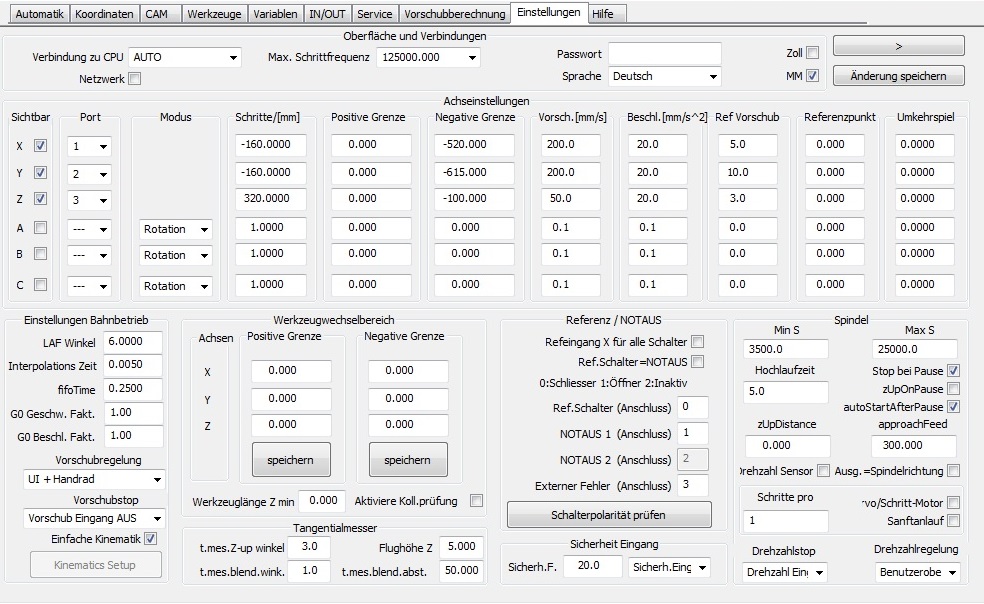 Automatik Koordinaten CAM Werkzeuge Variablen IN/OUT Service Vorschubberechnung Einstellungen Hilfe
Oberfläche und Verbindungen
Verbindung zu CPU AUTO Max. Schrittfrequenz 125000.000 Passwort Zoll >
Netzwerk Sprache Deutsch MM Änderung speichern
Achseinstellungen
Sichtbar Port Modus Schritte/[mm] Positive Grenze Negative Grenze Vorsch.[mm/s] Beschl.[mm/s^2] Ref Vorschub Referenzpunkt Umkehrspiel
X 1 -160.0000 0.000 -520.000 200.0 20.0 5.0 0.000 0.0000
Y 2 -160.0000 0.000 -615.000 200.0 20.0 10.0 0.000 0.0000
Z 3 320.0000 0.000 -100.000 50.0 20.0 3.0 0.000 0.0000
A --- Rotation 1.0000 0.000 0.000 0.1 0.1 0.0 0.000 0.0000
B --- Rotation 1.0000 0.000 0.000 0.1 0.1 0.0 0.000 0.0000
C --- Rotation 1.0000 0.000 0.000 0.1 0.1 0.0 0.000 0.0000
Einstellungen Bahnbetrieb
LAF Winkel 6.0000
Interpolations Zeit 0.0050
fifoTime 0.2500
G0 Geschw. Fakt. 1.00
G0 Beschl. Fakt. 1.00
Vorschubregelung
UI + Handrad
Vorschubstop
Vorschub Eingang AUS
Einfache Kinematik
Kinematics Setup
Werkzeugwechselbereich
Achsen Positive Grenze Negative Grenze
X 0.000 0.000
Y 0.000 0.000
Z 0.000 0.000
speichern speichern
Werkzeuglänge Z min 0.000 Aktiviere Koll.prüfung
Tangentialmesser
t.mes.Z-up winkel 3.0 Flughöhe Z 5.000
t.mes.blend.wink. 1.0 t.mes.blend.abst. 50.000
Referenz / NOTAUS
Refeingang X für alle Schalter
Ref.Schalter=NOTAUS
0:Schliesser 1:Öffner 2:Inaktiv
Ref.Schalter (Anschluss) 0
NOTAUS 1 (Anschluss) 1
NOTAUS 2 (Anschluss) 2
Externer Fehler (Anschluss) 3
Schalterpolarität prüfen
Sicherheit Eingang
Sicherh.F. 20.0 Sicherh.Eing
Spindel
Min S Max S
3500.0 25000.0
Hochlaufzeit Stop bei Pause
5.0 zUpOnPause
autoStartAfterPause
zUpDistance approachFeed
0.000 300.000
Drehzahl Sensor Ausg.=Spindelrichtung
Schritte pro rvo/Schritt-Motor
1 Sanftanlauf
Drehzahlstop Drehzahlregelung
Drehzahl Ein Benutzerobe